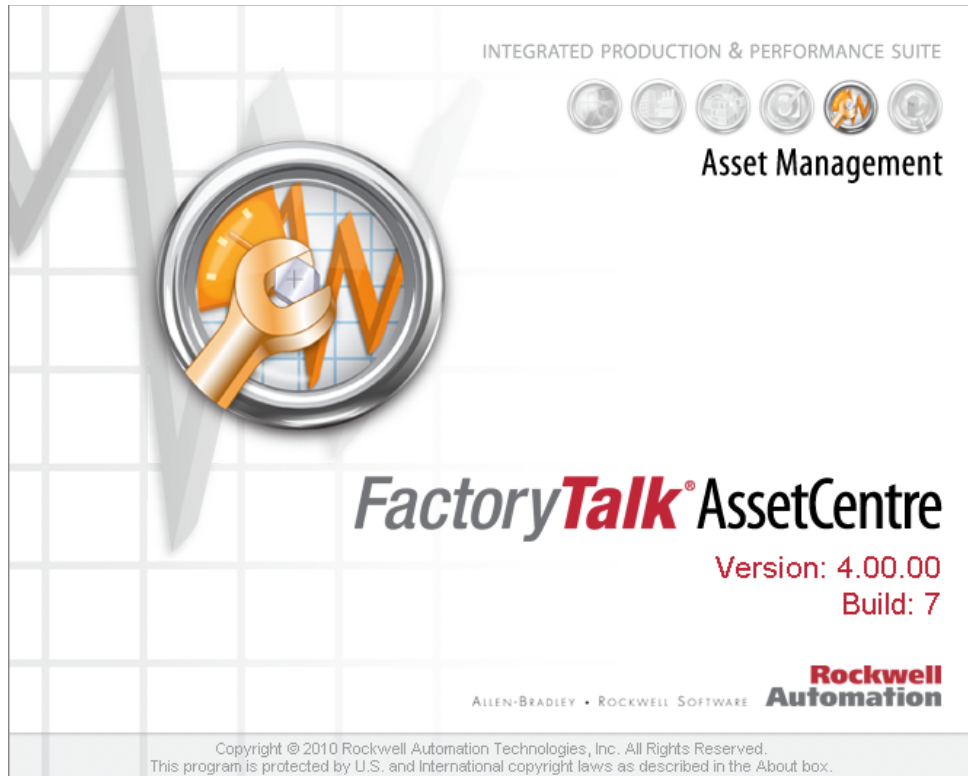 INTEGRATED PRODUCTION & PERFORMANCE SUITE
Asset Management
FactoryTalk® AssetCentre
Version: 4.00.00
Build: 7
ALLEN-BRADLEY • ROCKWELL SOFTWARE Rockwell Automation
Copyright © 2010 Rockwell Automation Technologies, Inc. All Rights Reserved.
This program is protected by U.S. and International copyright laws as described in the About box.